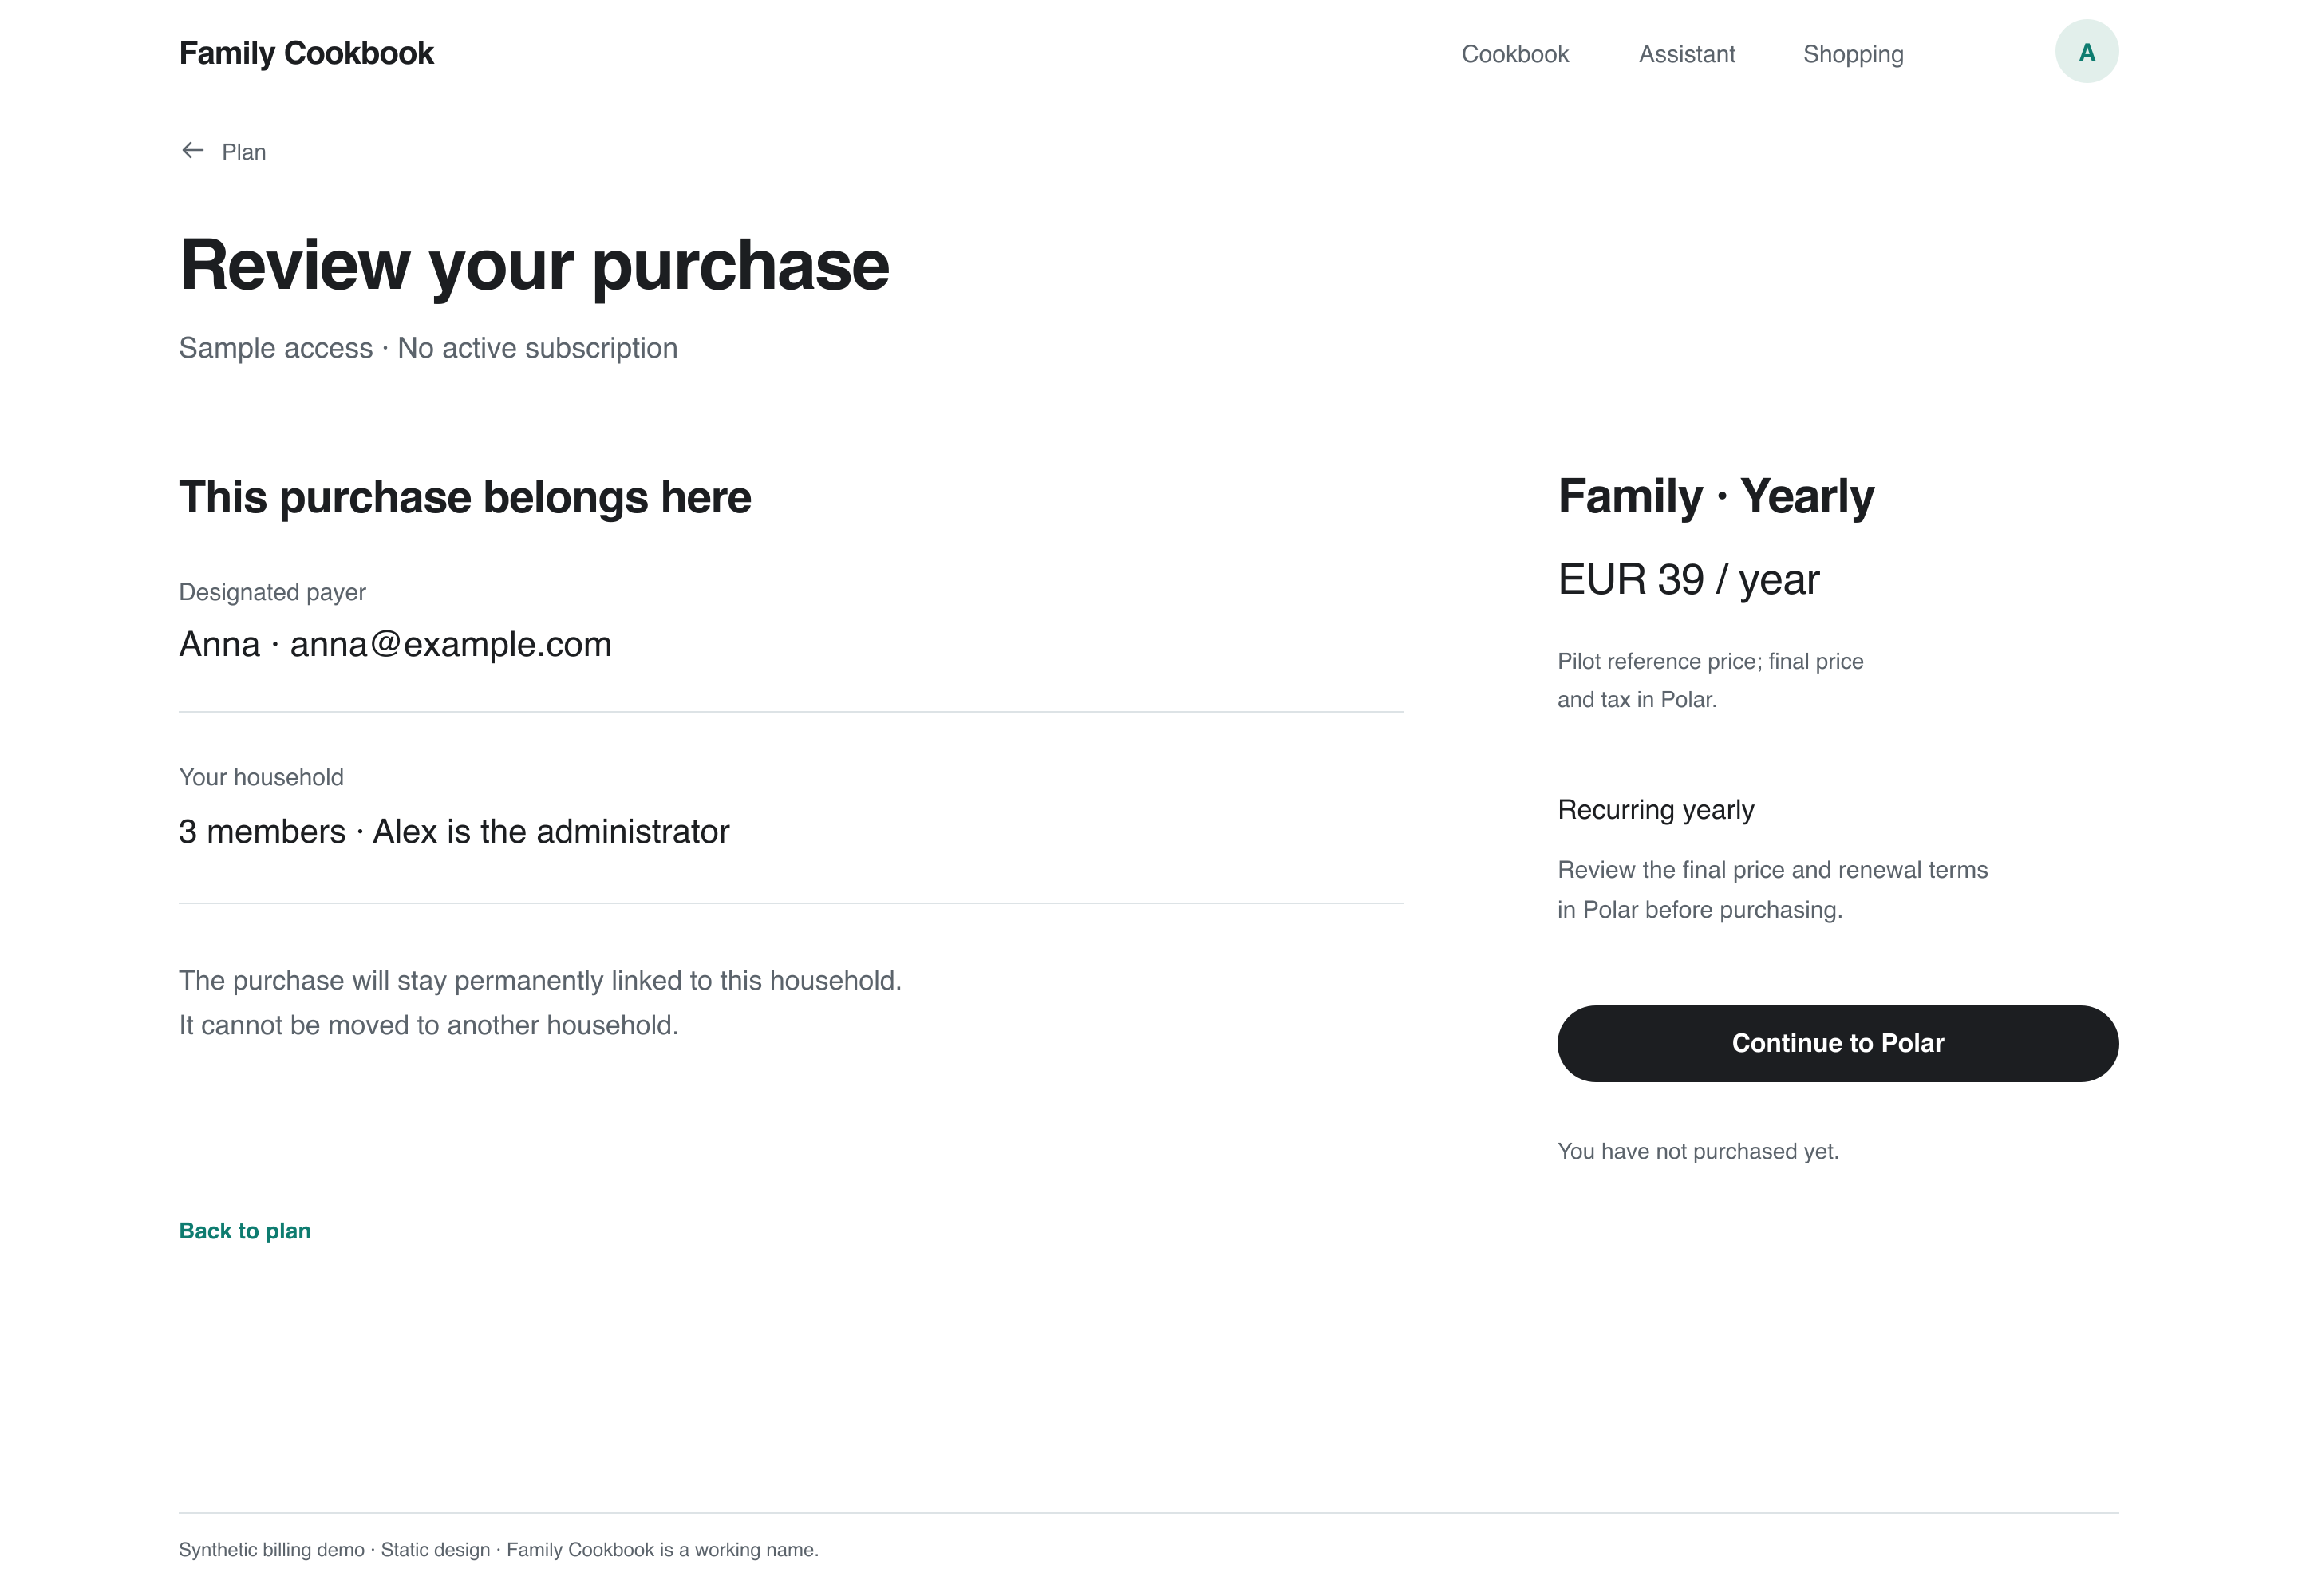 Family Cookbook
Cookbook
Assistant
Shopping
A
Plan
Review your purchase
Sample access · No active subscription
This purchase belongs here
Designated payer
Anna · anna@example.com
Your household
3 members · Alex is the administrator
The purchase will stay permanently linked to this household.
It cannot be moved to another household.
Back to plan
Family · Yearly
EUR 39 / year
Pilot reference price; final price
and tax in Polar.
Recurring yearly
Review the final price and renewal terms
in Polar before purchasing.
Continue to Polar
You have not purchased yet.
Synthetic billing demo · Static design · Family Cookbook is a working name.